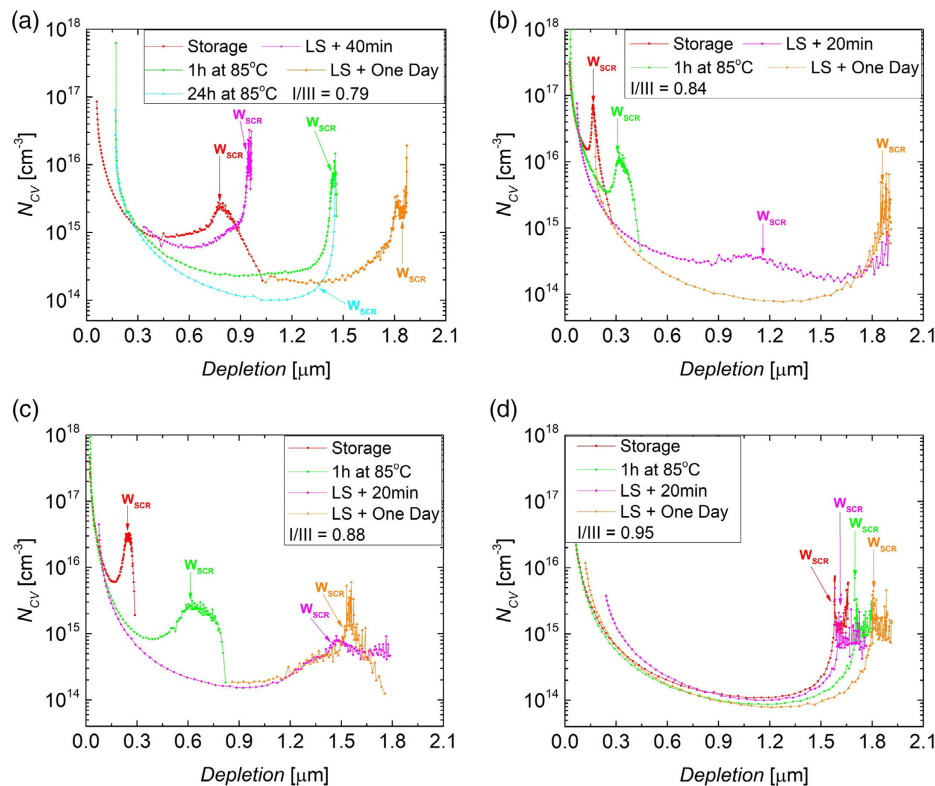 (a)
10^18
10^17
10^16
10^15
10^14
N_CV [cm^-3]
Storage
LS + 40min
1h at 85°C
LS + One Day
24h at 85°C
I/III = 0.79
W_SCR
W_SCR
W_SCR
W_SCR
W_SCR
0.0 0.3 0.6 0.9 1.2 1.5 1.8 2.1
Depletion [μm]
(b)
10^18
10^17
10^16
10^15
10^14
N_CV [cm^-3]
Storage
LS + 20min
1h at 85°C
LS + One Day
I/III = 0.84
W_SCR
W_SCR
W_SCR
W_SCR
0.0 0.3 0.6 0.9 1.2 1.5 1.8 2.1
Depletion [μm]
(c)
10^18
10^17
10^16
10^15
10^14
N_CV [cm^-3]
Storage
1h at 85°C
LS + 20min
LS + One Day
I/III = 0.88
W_SCR
W_SCR
W_SCR
W_SCR
0.0 0.3 0.6 0.9 1.2 1.5 1.8 2.1
Depletion [μm]
(d)
10^18
10^17
10^16
10^15
10^14
N_CV [cm^-3]
Storage
1h at 85°C
LS + 20min
LS + One Day
I/III = 0.95
W_SCR
W_SCR
W_SCR
W_SCR
0.0 0.3 0.6 0.9 1.2 1.5 1.8 2.1
Depletion [μm]